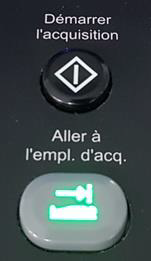 Démarrer
l'acquisition
Aller à
l'empl. d'acq.